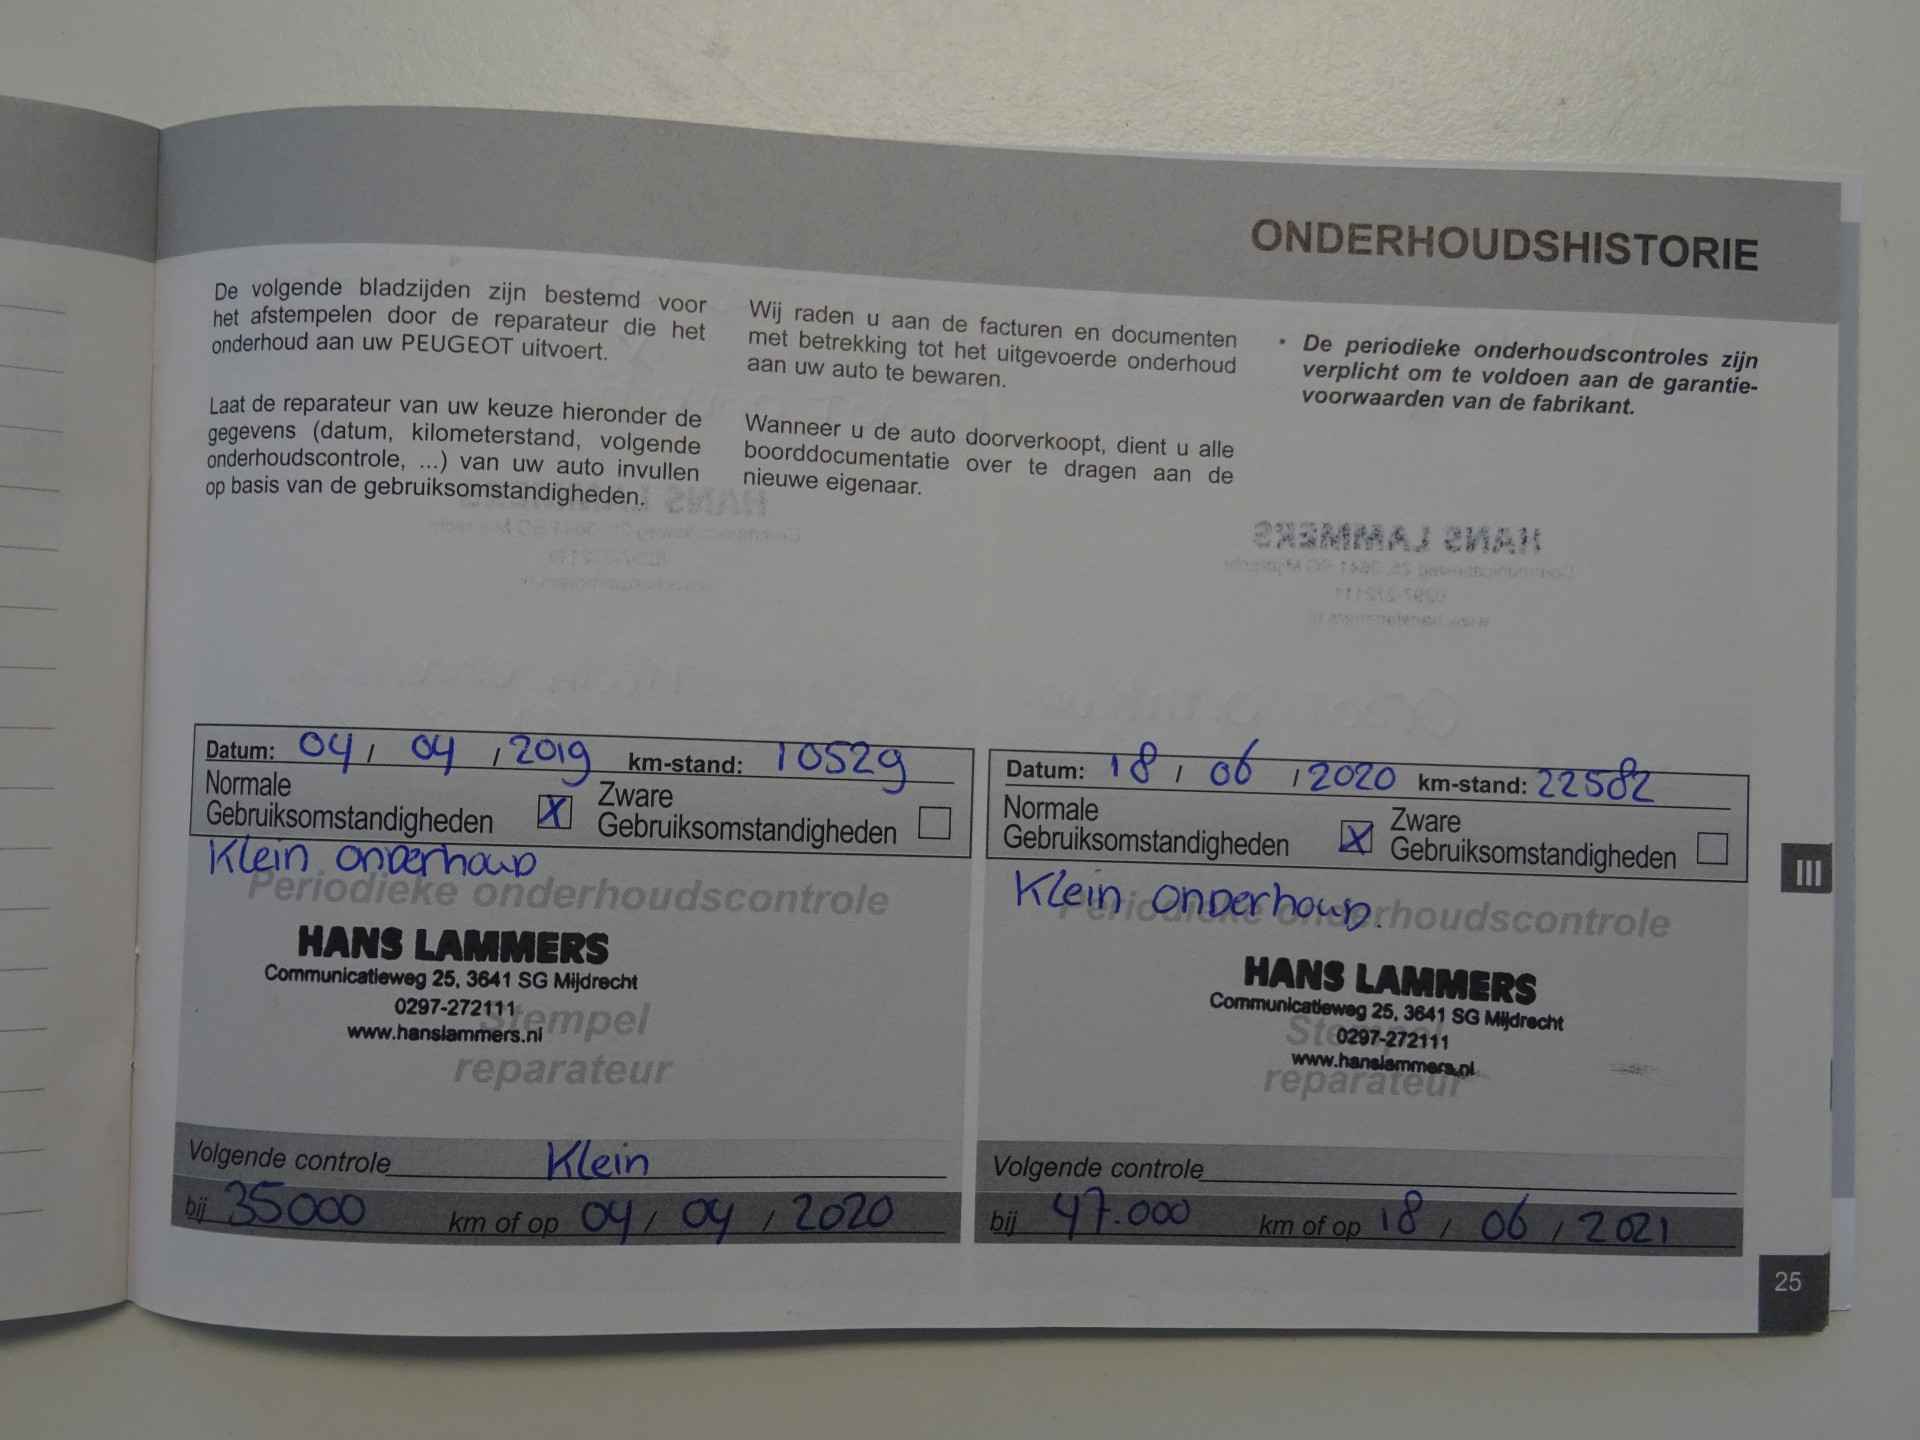 ONDERHOUDSHISTORIE
De volgende bladzijden zijn bestemd voor
het afstempelen door de reparateur die het
onderhoud aan uw PEUGEOT uitvoert.
Laat de reparateur van uw keuze hieronder de
gegevens (datum, kilometerstand, volgende
onderhoudscontrole, ...) van uw auto invullen
op basis van de gebruiksomstandigheden.
Wij raden u aan de facturen en documenten
met betrekking tot het uitgevoerde onderhoud
aan uw auto te bewaren.
Wanneer u de auto doorverkoopt, dient u alle
boorddocumentatie over te dragen aan de
nieuwe eigenaar.
• De periodieke onderhoudscontroles zijn
verplicht om te voldoen aan de garantie-
voorwaarden van de fabrikant.
HANS LAMMERS
HANS LAMMERS
Datum: 04 / 04 / 2019 km-stand: 10529
Normale
Gebruiksomstandigheden X Zware
Gebruiksomstandigheden
Klein onderhoud
Periodieke onderhoudscontrole
HANS LAMMERS
Communicatieweg 25, 3641 SG Mijdrecht
0297-272111
www.hanslammers.nl
Stempel
reparateur
Volgende controle Klein
bij 35000 km of op 04 / 04 / 2020
Datum: 18 / 06 / 2020 km-stand: 22582
Normale
Gebruiksomstandigheden X Zware
Gebruiksomstandigheden
Klein onderhoud.
Periodieke onderhoudscontrole
HANS LAMMERS
Communicatieweg 25, 3641 SG Mijdrecht
0297-272111
www.hanslammers.nl
Stempel
reparateur
Volgende controle
bij 47.000 km of op 18 / 06 / 2021
III
25